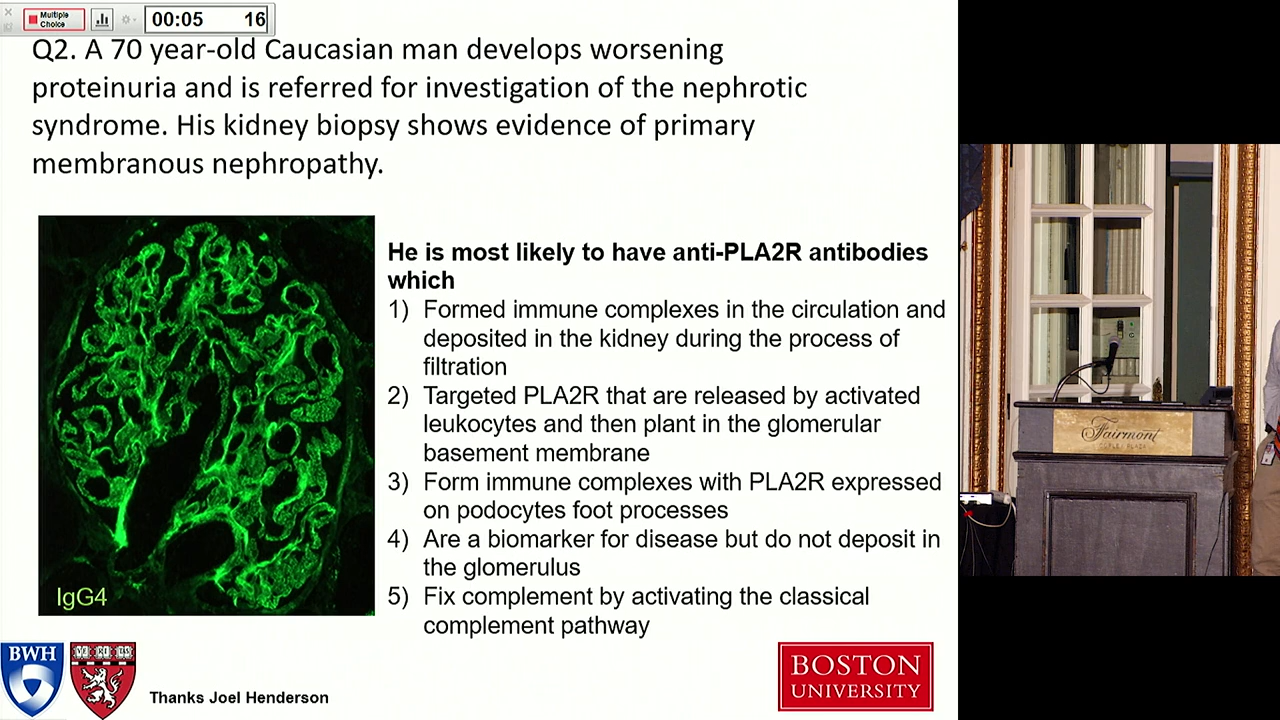 Multiple
Choice
00:05 16
Q2. A 70 year-old Caucasian man develops worsening
proteinuria and is referred for investigation of the nephrotic
syndrome. His kidney biopsy shows evidence of primary
membranous nephropathy.
He is most likely to have anti-PLA2R antibodies
which
1) Formed immune complexes in the circulation and
deposited in the kidney during the process of
filtration
2) Targeted PLA2R that are released by activated
leukocytes and then plant in the glomerular
basement membrane
3) Form immune complexes with PLA2R expressed
on podocytes foot processes
4) Are a biomarker for disease but do not deposit in
the glomerulus
5) Fix complement by activating the classical
complement pathway
IgG4
BWH
Thanks Joel Henderson
BOSTON
UNIVERSITY
Fairmont
COPLEY PLAZA